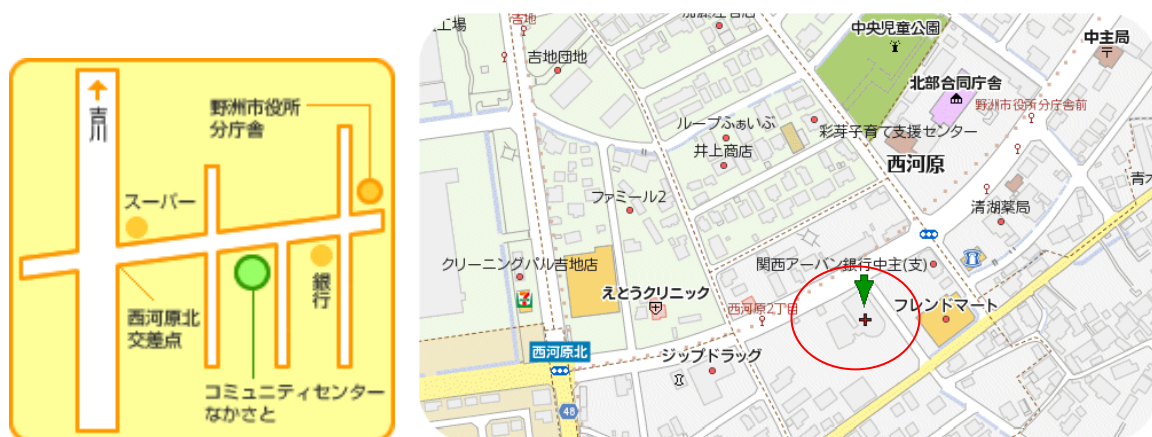 吉川
野洲市役所
分庁舎
スーパー
銀行
西河原北
交差点
コミュニティセンター
なかさと
工場
吉地
吉地団地
中央児童公園
中主局
北部合同庁舎
野洲市役所分庁舎前
ループふぁいぶ
彩芽子育て支援センター
井上商店
西河原
青木
ファミール2
清湖薬局
クリーニングパル吉地店
関西アーバン銀行中主(支)
えとうクリニック
西河原2丁目
フレンドマート
西河原北
ジップドラッグ
48